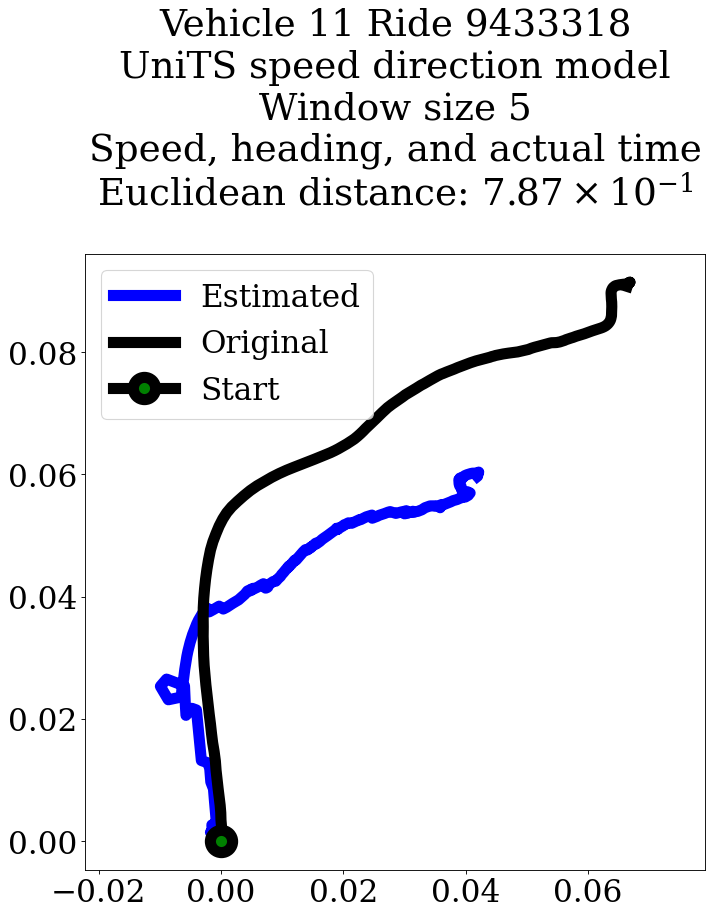 Vehicle 11 Ride 9433318
UniTS speed direction model
Window size 5
Speed, heading, and actual time
Euclidean distance: 7.87 × 10⁻¹
Estimated
Original
Start
0.08
0.06
0.04
0.02
0.00
−0.02 0.00 0.02 0.04 0.06